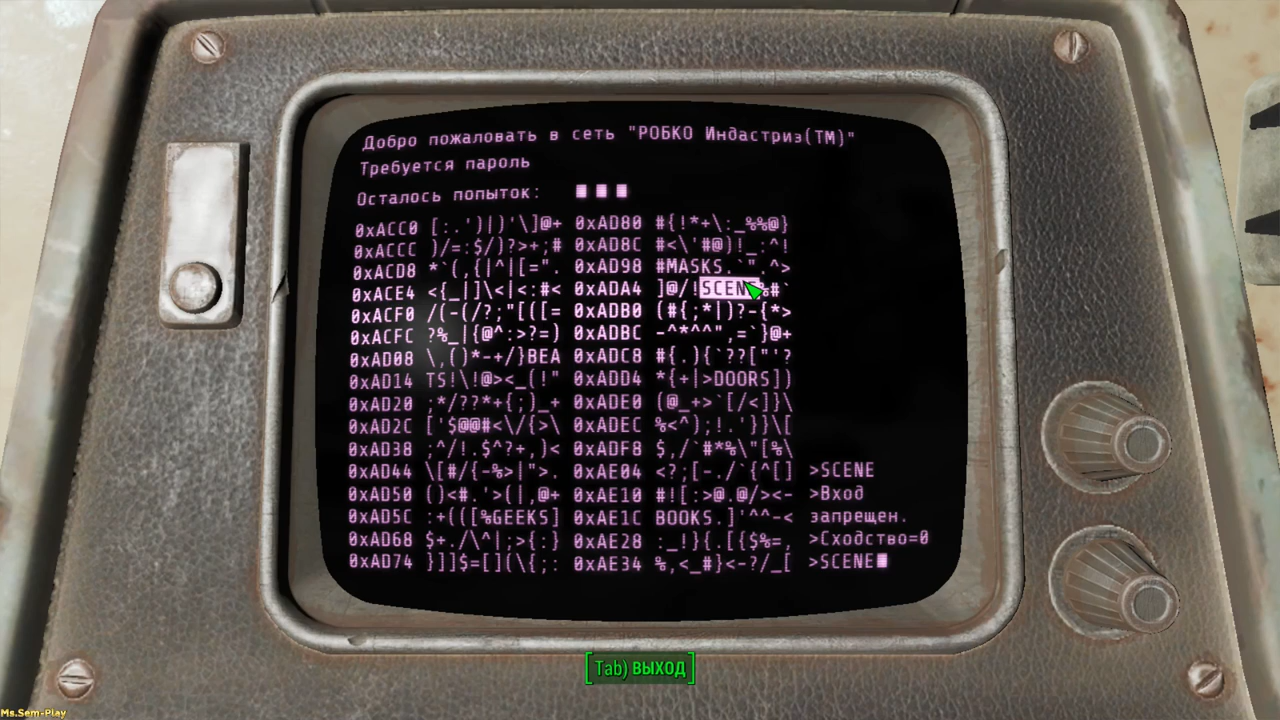 Добро пожаловать в сеть "РОБКО Индастриз(ТМ)"
Требуется пароль
Осталось попыток: ■ ■ ■
0xACC0 [:.')|)'\]@+ 0xAD80 #{!*+\:_%%@}
0xACCC )/=:$/)?>+;# 0xAD8C #<\'#@)!_:^!
0xACD8 *`(,{|^|[=". 0xAD98 #MASKS.`".^>
0xACE4 <{_|]\<|<:#< 0xADA4 ]@/!SCENE%#`
0xACF0 /(-(/?;"[([= 0xADB0 (#{;*|)?-{*>
0xACFC ?%_|{@^:>?=) 0xADBC -^*^^",=`}@+
0xAD08 \,()*-+/}BEA 0xADC8 #{.){`??["'?
0xAD14 TS!\!@><_(!" 0xADD4 *{+|>DOORS])
0xAD20 ;*/??*+{;)_+ 0xADE0 (@_+>`[/<]}\
0xAD2C ['$@@#<\/{>\ 0xADEC %<^);!.'}}\[
0xAD38 ;^/!.$^?+,)< 0xADF8 $,/`#*%\"[%\
0xAD44 \[#/{-%>|">. 0xAE04 <?;[-./`{^[] >SCENE
0xAD50 ()<#.'>(|,@+ 0xAE10 #![:>@.@/><- >Вход
0xAD5C :+(([%GEEKS] 0xAE1C BOOKS.]'^^-< запрещен.
0xAD68 $+./\^|;>{:} 0xAE28 :_!}{.[{$%=, >Сходство=0
0xAD74 }]]$=[](\{;: 0xAE34 %,<_#}<-?/_[ >SCENE■
[Tab) ВЫХОД]
Ms.Sem-Play